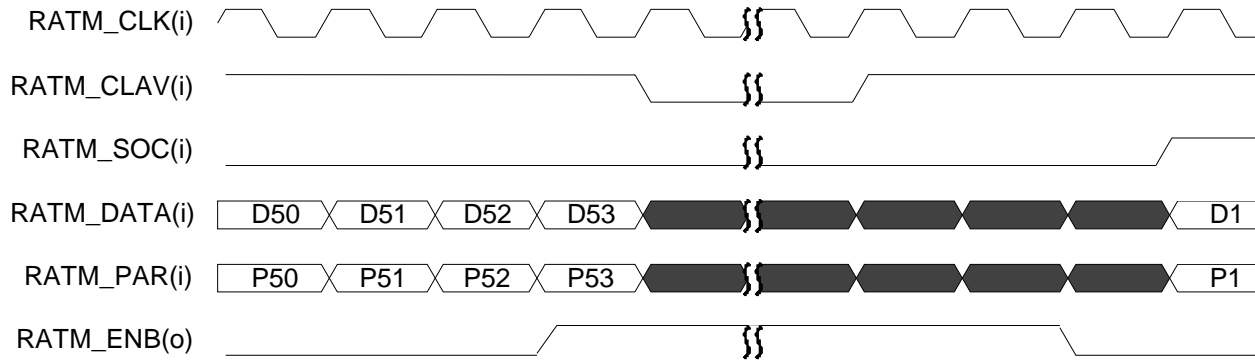 RATM_CLK(i)
RATM_CLAV(i)
RATM_SOC(i)
RATM_DATA(i) D50 D51 D52 D53 D1
RATM_PAR(i) P50 P51 P52 P53 P1
RATM_ENB(o)